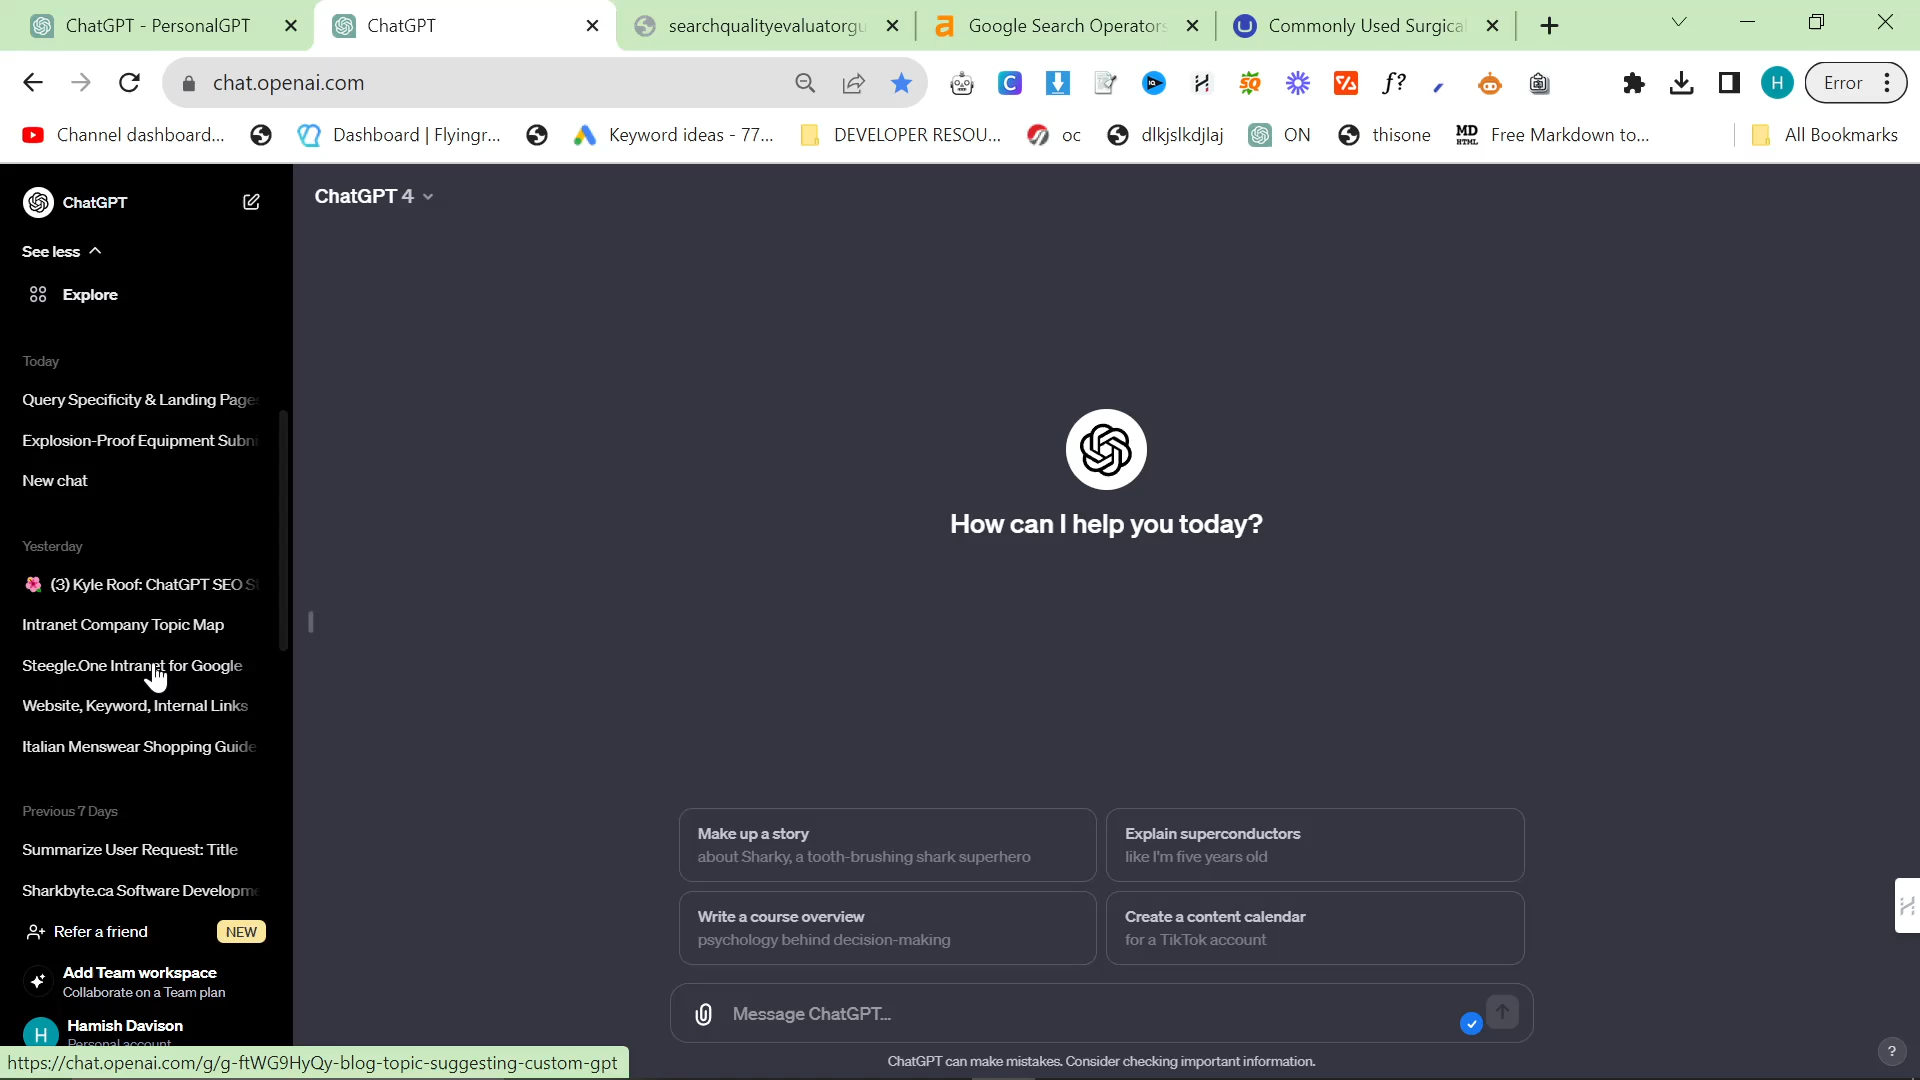 ChatGPT - PersonalGPT
ChatGPT
searchqualityevaluatorgu
Google Search Operators
Commonly Used Surgical
chat.openai.com
Error
Channel dashboard...
Dashboard | Flyingr...
Keyword ideas - 77...
DEVELOPER RESOU...
oc
dlkjslkdjlaj
ON
thisone
Free Markdown to...
All Bookmarks
ChatGPT
ChatGPT 4
See less
Explore
Today
Query Specificity & Landing Pages
Explosion-Proof Equipment Subni
New chat
Yesterday
(3) Kyle Roof: ChatGPT SEO S
Intranet Company Topic Map
Steegle.One Intranet for Google
Website, Keyword, Internal Links
Italian Menswear Shopping Guide
Previous 7 Days
Summarize User Request: Title
Sharkbyte.ca Software Developme
Refer a friend
NEW
Add Team workspace
Collaborate on a Team plan
H
Hamish Davison
Personal account
https://chat.openai.com/g/g-ftWG9HyQy-blog-topic-suggesting-custom-gpt
How can I help you today?
Make up a story
about Sharky, a tooth-brushing shark superhero
Explain superconductors
like I'm five years old
Write a course overview
psychology behind decision-making
Create a content calendar
for a TikTok account
Message ChatGPT...
ChatGPT can make mistakes. Consider checking important information.
?